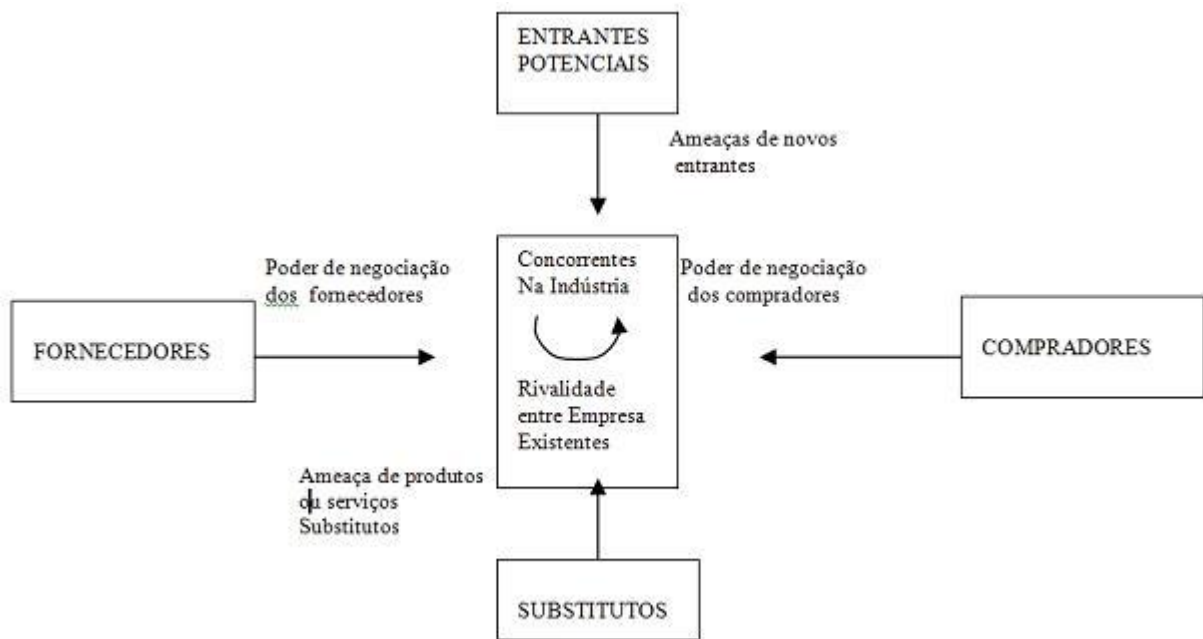 ENTRANTES
POTENCIAIS
Ameaças de novos
entrantes
Poder de negociação
dos fornecedores
Concorrentes
Na Indústria
Poder de negociação
dos compradores
FORNECEDORES
COMPRADORES
Rivalidade
entre Empresa
Existentes
Ameaça de produtos
ou serviços
Substitutos
SUBSTITUTOS